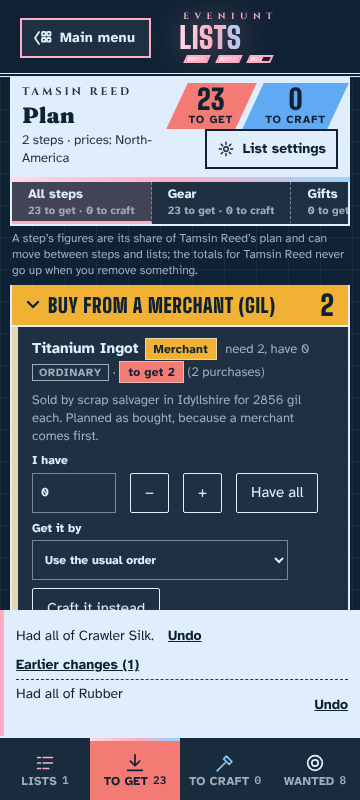 Main menu
EVENIUNT
LISTS
TAMSIN REED
Plan
2 steps · prices: North-
America
23
TO GET
0
TO CRAFT
List settings
All steps
23 to get · 0 to craft
Gear
23 to get · 0 to craft
Gifts
0 to get
A step's figures are its share of Tamsin Reed's plan and can
move between steps and lists; the totals for Tamsin Reed never
go up when you remove something.
BUY FROM A MERCHANT (GIL) 2
Titanium Ingot Merchant need 2, have 0
ORDINARY · to get 2 (2 purchases)
Sold by scrap salvager in Idyllshire for 2856 gil
each. Planned as bought, because a merchant
comes first.
I have
0 − + Have all
Get it by
Use the usual order
Craft it instead
Had all of Crawler Silk. Undo
Earlier changes (1)
Had all of Rubber
Undo
LISTS 1
TO GET 23
TO CRAFT 0
WANTED 8